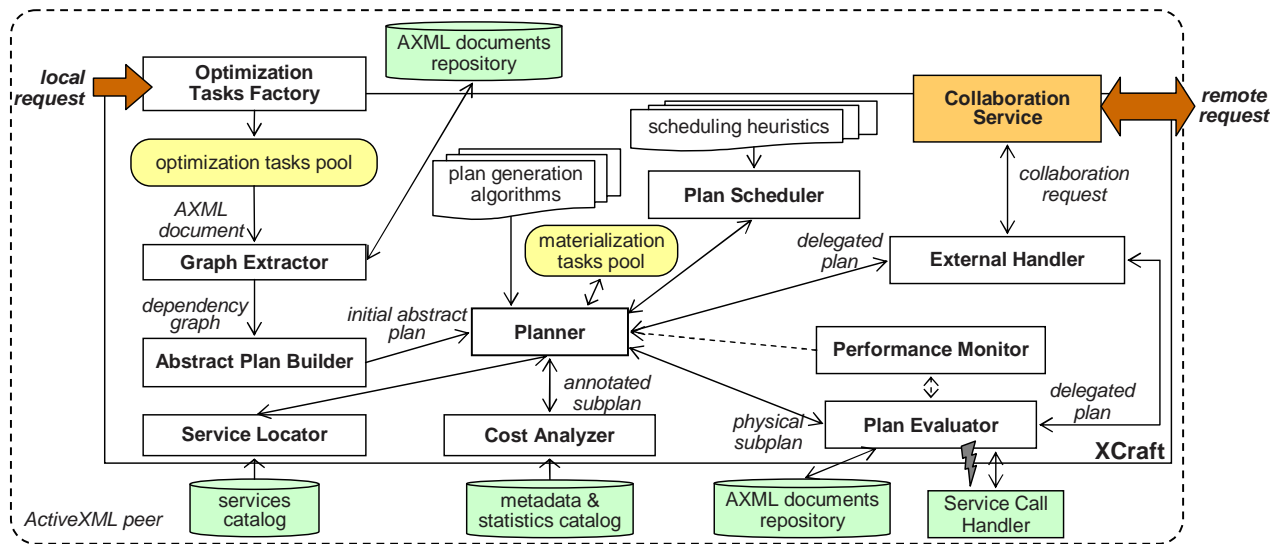 AXML documents
repository
local
request
Optimization
Tasks Factory
Collaboration
Service
remote
request
scheduling heuristics
optimization tasks pool
plan generation
algorithms
Plan Scheduler
collaboration
request
AXML
document
materialization
tasks pool
delegated
plan
Graph Extractor
External Handler
dependency
graph
initial abstract
plan
Planner
Performance Monitor
Abstract Plan Builder
annotated
subplan
delegated
plan
physical
subplan
Service Locator
Cost Analyzer
Plan Evaluator
XCraft
services
catalog
metadata &
statistics catalog
AXML documents
repository
Service Call
Handler
ActiveXML peer